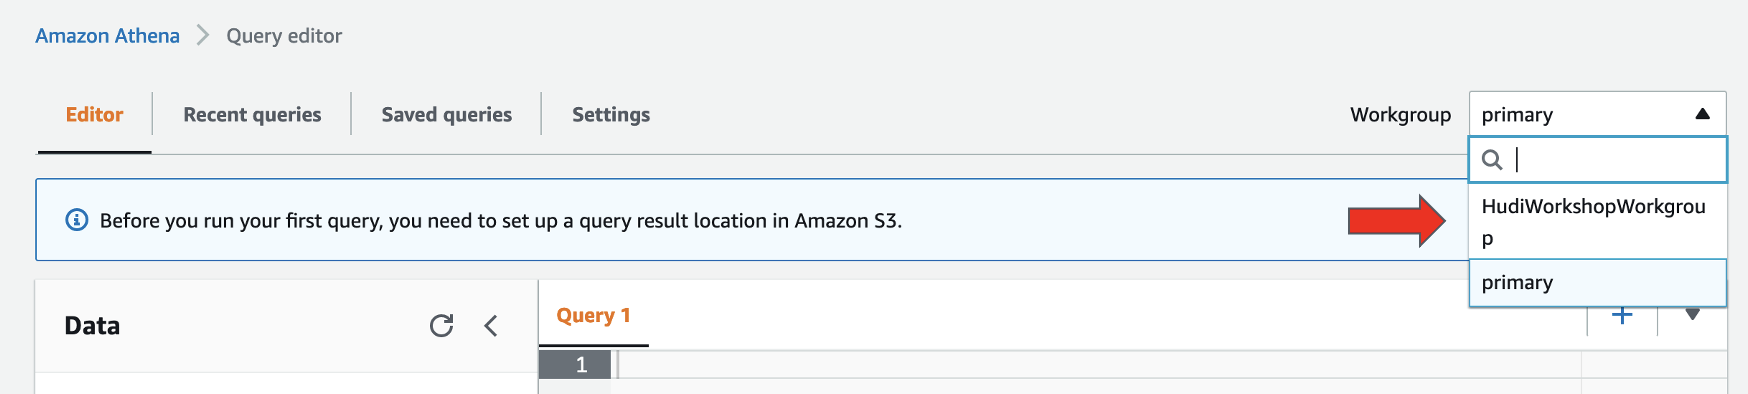 Amazon Athena > Query editor
Editor
Recent queries
Saved queries
Settings
Workgroup
primary
HudiWorkshopWorkgrou
p
primary
Before you run your first query, you need to set up a query result location in Amazon S3.
Data
Query 1
1